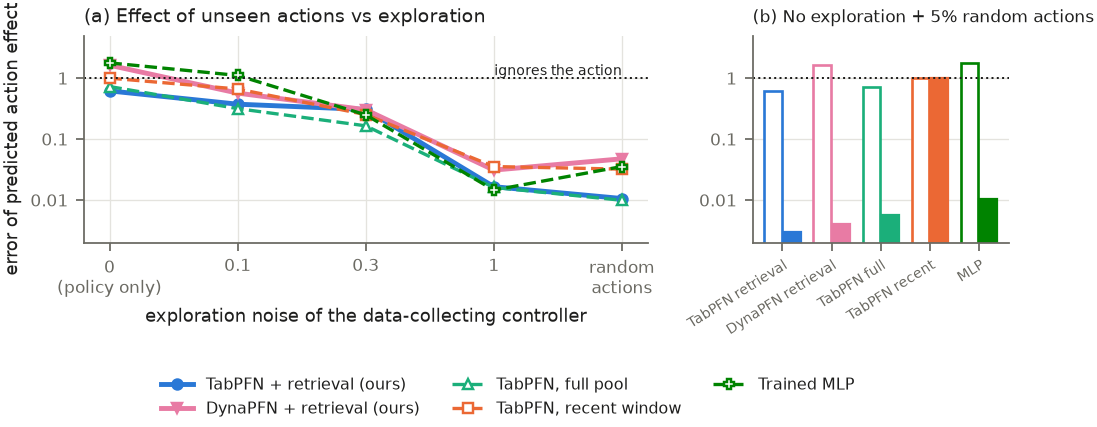 (a) Effect of unseen actions vs exploration
error of predicted action effect
1
0.1
0.01
ignores the action
0
(policy only)
0.1
0.3
1
random
actions
exploration noise of the data-collecting controller
(b) No exploration + 5% random actions
1
0.1
0.01
TabPFN retrieval
DynaPFN retrieval
TabPFN full
TabPFN recent
MLP
TabPFN + retrieval (ours)
DynaPFN + retrieval (ours)
TabPFN, full pool
TabPFN, recent window
Trained MLP